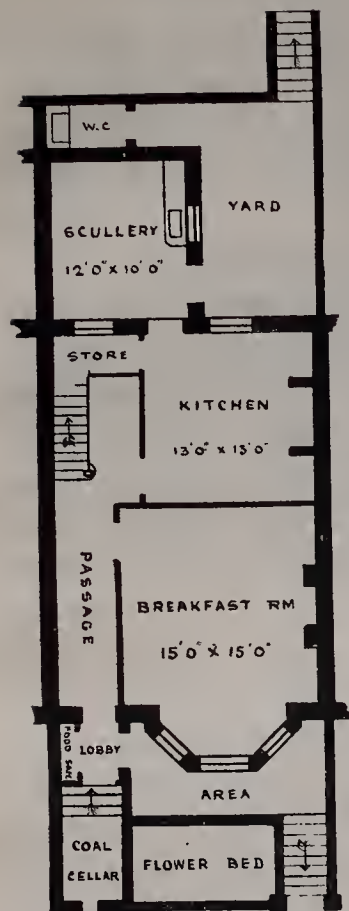 W.C
YARD
SCULLERY
12'0" X 10'0"
STORE
KITCHEN
13'0" X 13'0"
PASSAGE
BREAKFAST RM
15'0" X 15'0"
FOOD SAFE
LOBBY
AREA
COAL
CELLAR
FLOWER BED